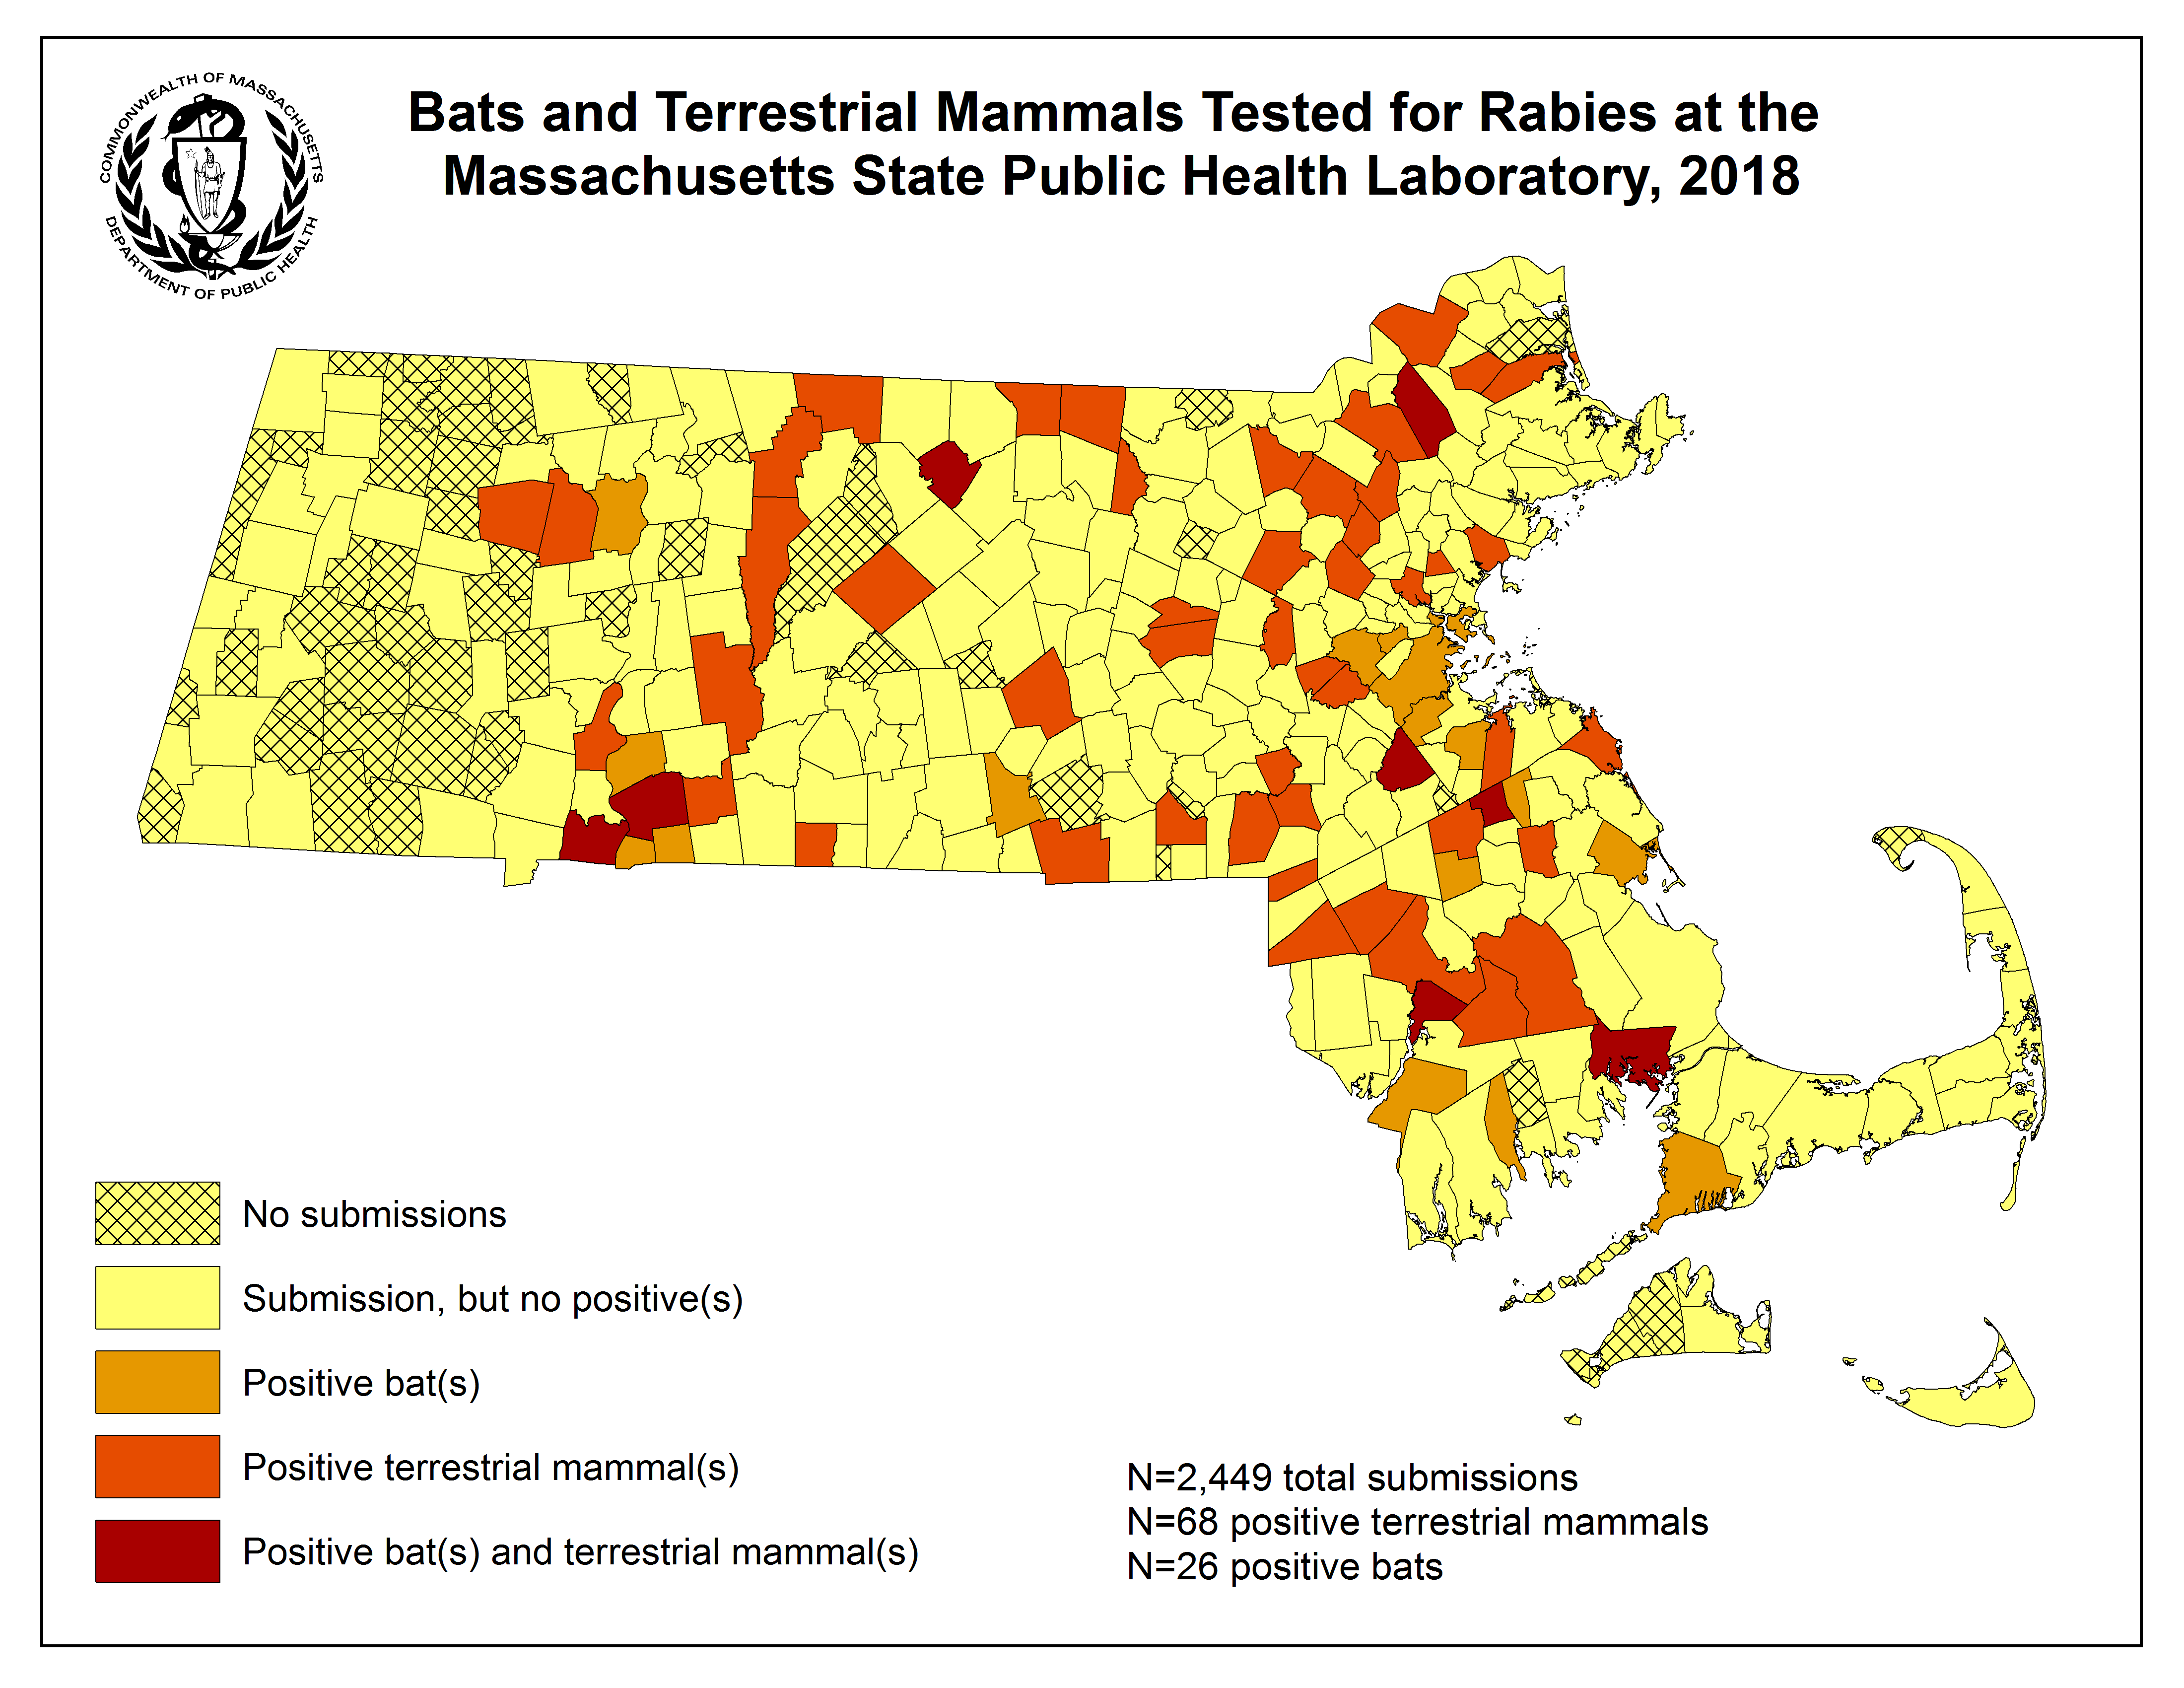 COMMONWEALTH OF MASSACHUSETTS
DEPARTMENT OF PUBLIC HEALTH
Bats and Terrestrial Mammals Tested for Rabies at the
Massachusetts State Public Health Laboratory, 2018
No submissions
Submission, but no positive(s)
Positive bat(s)
Positive terrestrial mammal(s)
Positive bat(s) and terrestrial mammal(s)
N=2,449 total submissions
N=68 positive terrestrial mammals
N=26 positive bats